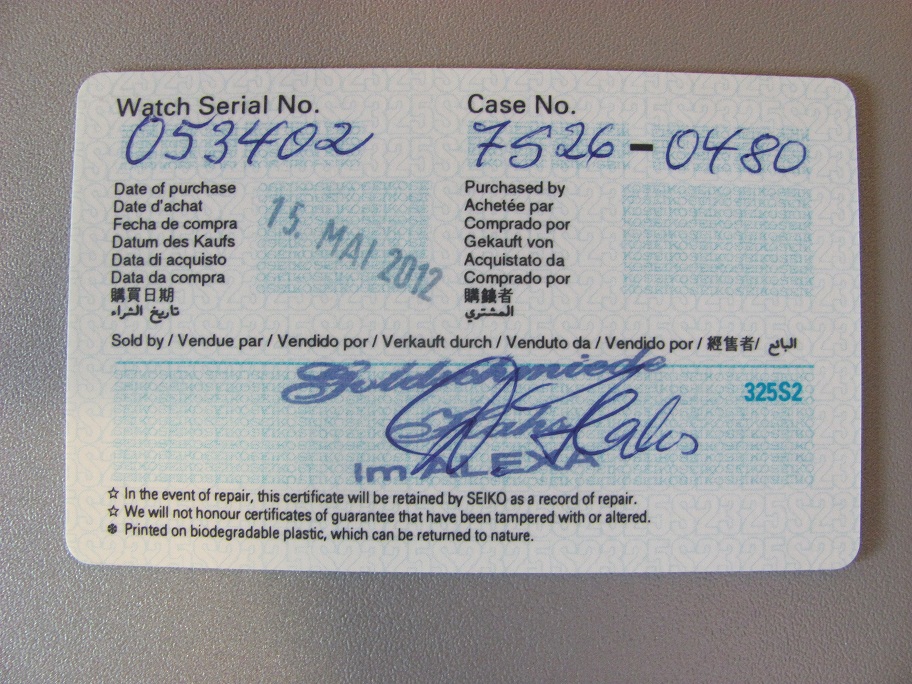 Watch Serial No.
053402
Case No.
7S26-0480
Date of purchase
Date d'achat
Fecha de compra
Datum des Kaufs
Data di acquisto
Data da compra
購買日期
تاريخ الشراء
15. MAI 2012
Purchased by
Achetée par
Comprado por
Gekauft von
Acquistato da
Comprado por
購錶者
المشتري
Sold by / Vendue par / Vendido por / Verkauft durch / Venduto da / Vendido por / 經售者/ البائع
Goldschmiede
325S2
Hahs
Im ALEXA
☆ In the event of repair, this certificate will be retained by SEIKO as a record of repair.
☆ We will not honour certificates of guarantee that have been tampered with or altered.
❃ Printed on biodegradable plastic, which can be returned to nature.